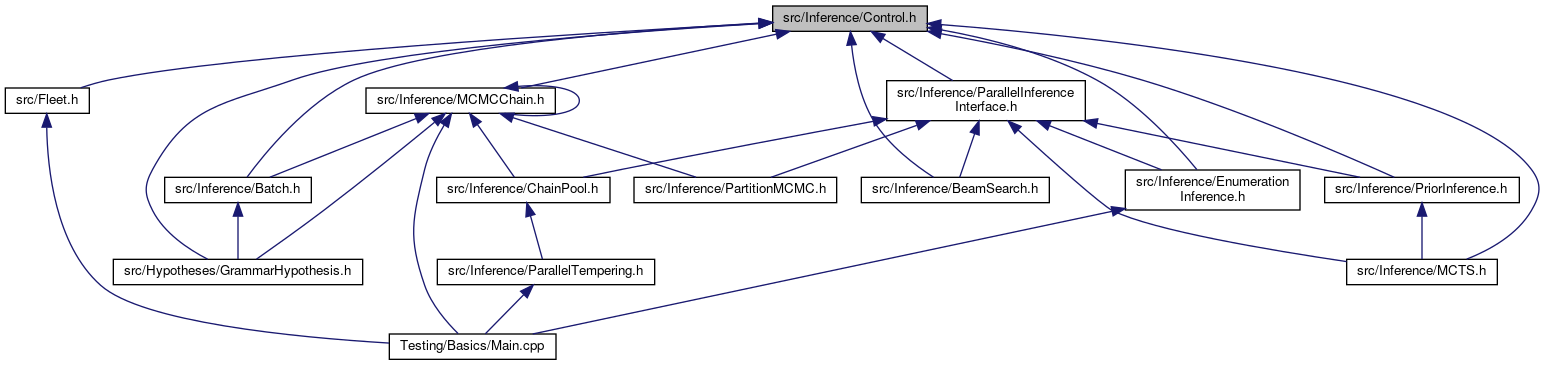 src/Inference/Control.h
src/Fleet.h
src/Inference/MCMCChain.h
src/Inference/ParallelInference
Interface.h
src/Inference/Batch.h
src/Inference/ChainPool.h
src/Inference/PartitionMCMC.h
src/Inference/BeamSearch.h
src/Inference/Enumeration
Inference.h
src/Inference/PriorInference.h
src/Hypotheses/GrammarHypothesis.h
src/Inference/ParallelTempering.h
src/Inference/MCTS.h
Testing/Basics/Main.cpp